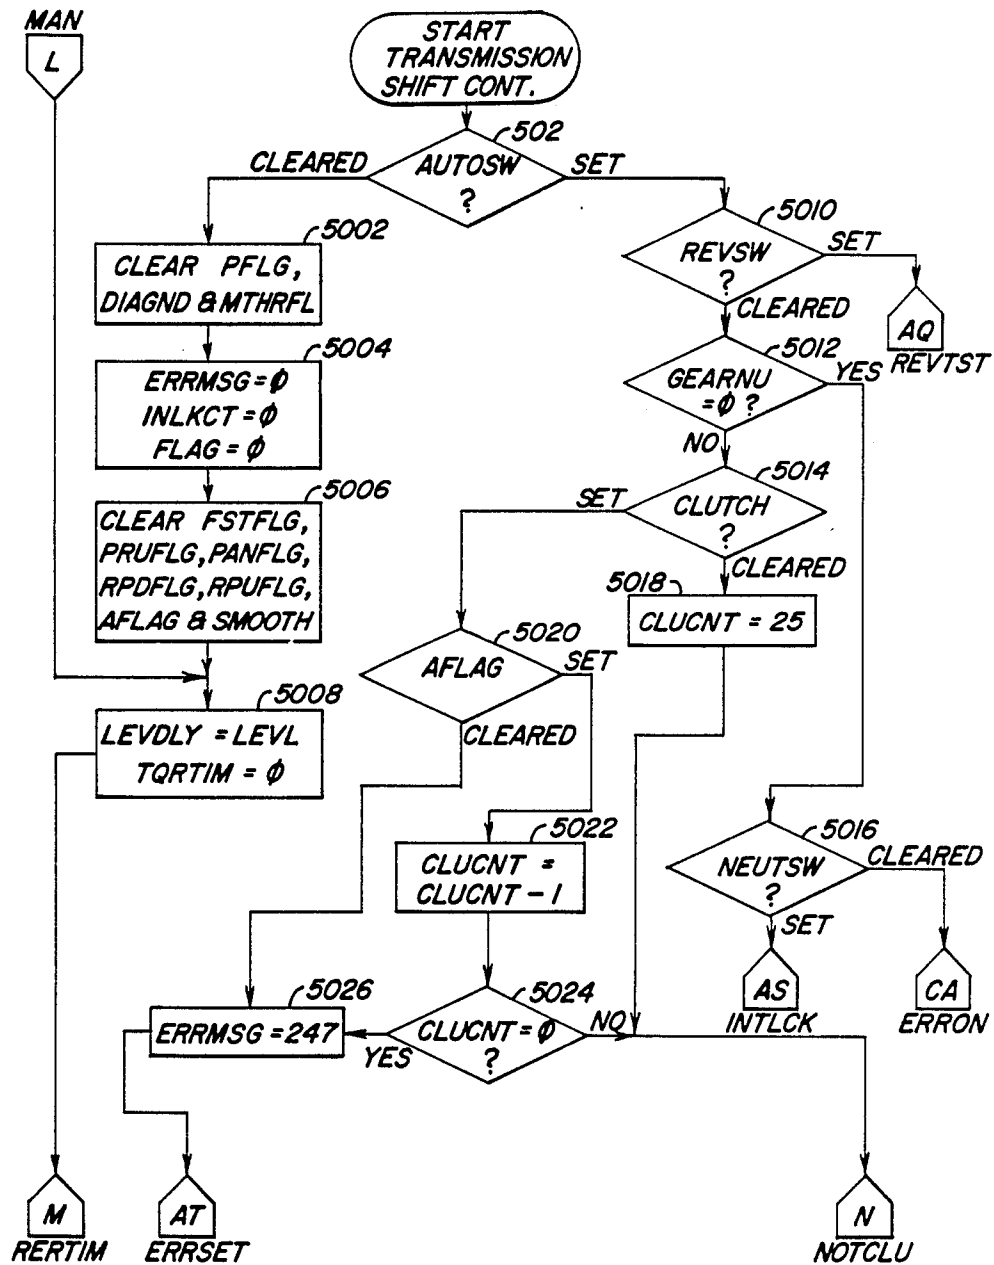 MAN
L
START
TRANSMISSION
SHIFT CONT.
502
AUTOSW
?
CLEARED
SET
5002
CLEAR PFLG,
DIAGND & MTHRFL
5004
ERRMSG = Ø
INLKCT = Ø
FLAG = Ø
5006
CLEAR FSTFLG,
PRUFLG, PANFLG,
RPDFLG, RPUFLG,
AFLAG & SMOOTH
5008
LEVDLY = LEVL
TQRTIM = Ø
5010
REVSW
?
SET
CLEARED
AQ
REVTST
5012
GEARNU
= Ø ?
YES
NO
5014
CLUTCH
?
SET
CLEARED
5018
CLUCNT = 25
5020
AFLAG
SET
CLEARED
5022
CLUCNT =
CLUCNT - 1
5016
NEUTSW
?
CLEARED
SET
AS
INTLCK
CA
ERRON
5026
ERRMSG = 247
5024
CLUCNT = Ø
?
YES
NO
M
RERTIM
AT
ERRSET
N
NOTCLU